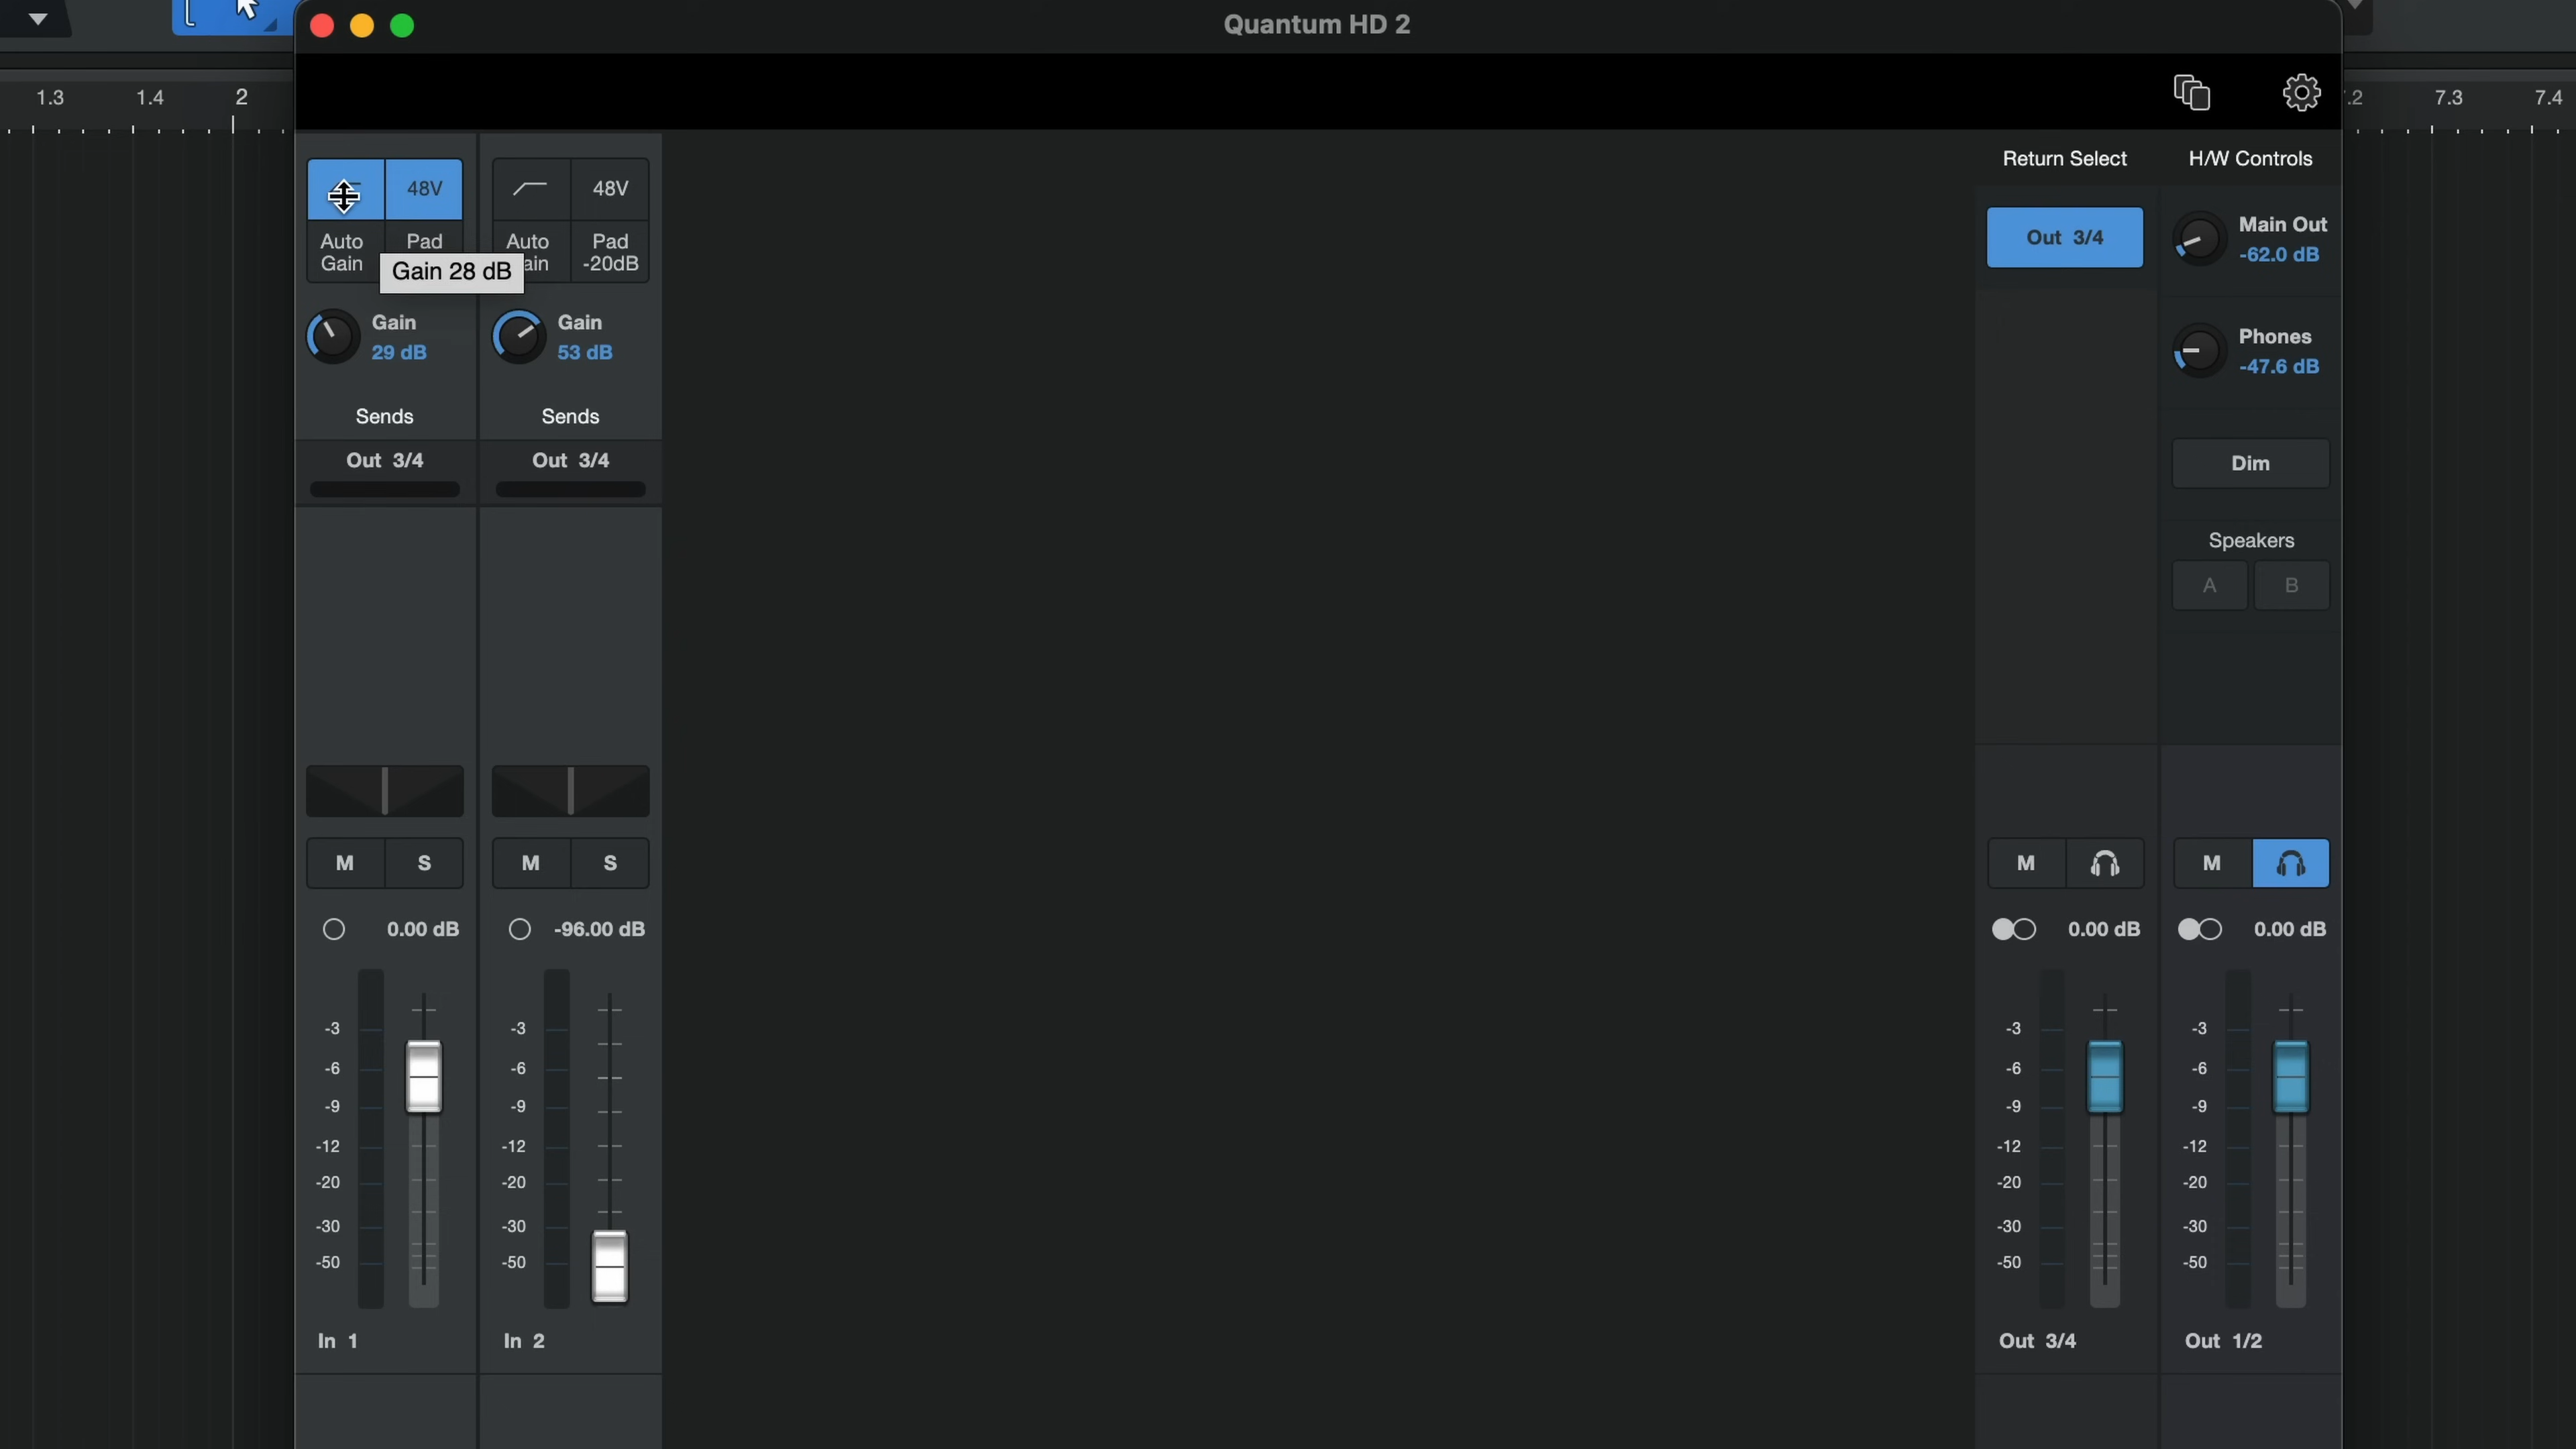 Quantum HD 2
1.3 1.4 2
.2 7.3 7.4
48V
48V
Auto Gain
Pad
Auto
ain
Pad -20dB
Gain 28 dB
Gain
29 dB
Gain
53 dB
Sends
Sends
Out 3/4
Out 3/4
Return Select
H/W Controls
Out 3/4
Main Out
-62.0 dB
Phones
-47.6 dB
Dim
Speakers
A B
M S
M S
M
M
0.00 dB
-96.00 dB
0.00 dB
0.00 dB
-3
-6
-9
-12
-20
-30
-50
In 1
-3
-6
-9
-12
-20
-30
-50
In 2
-3
-6
-9
-12
-20
-30
-50
Out 3/4
-3
-6
-9
-12
-20
-30
-50
Out 1/2